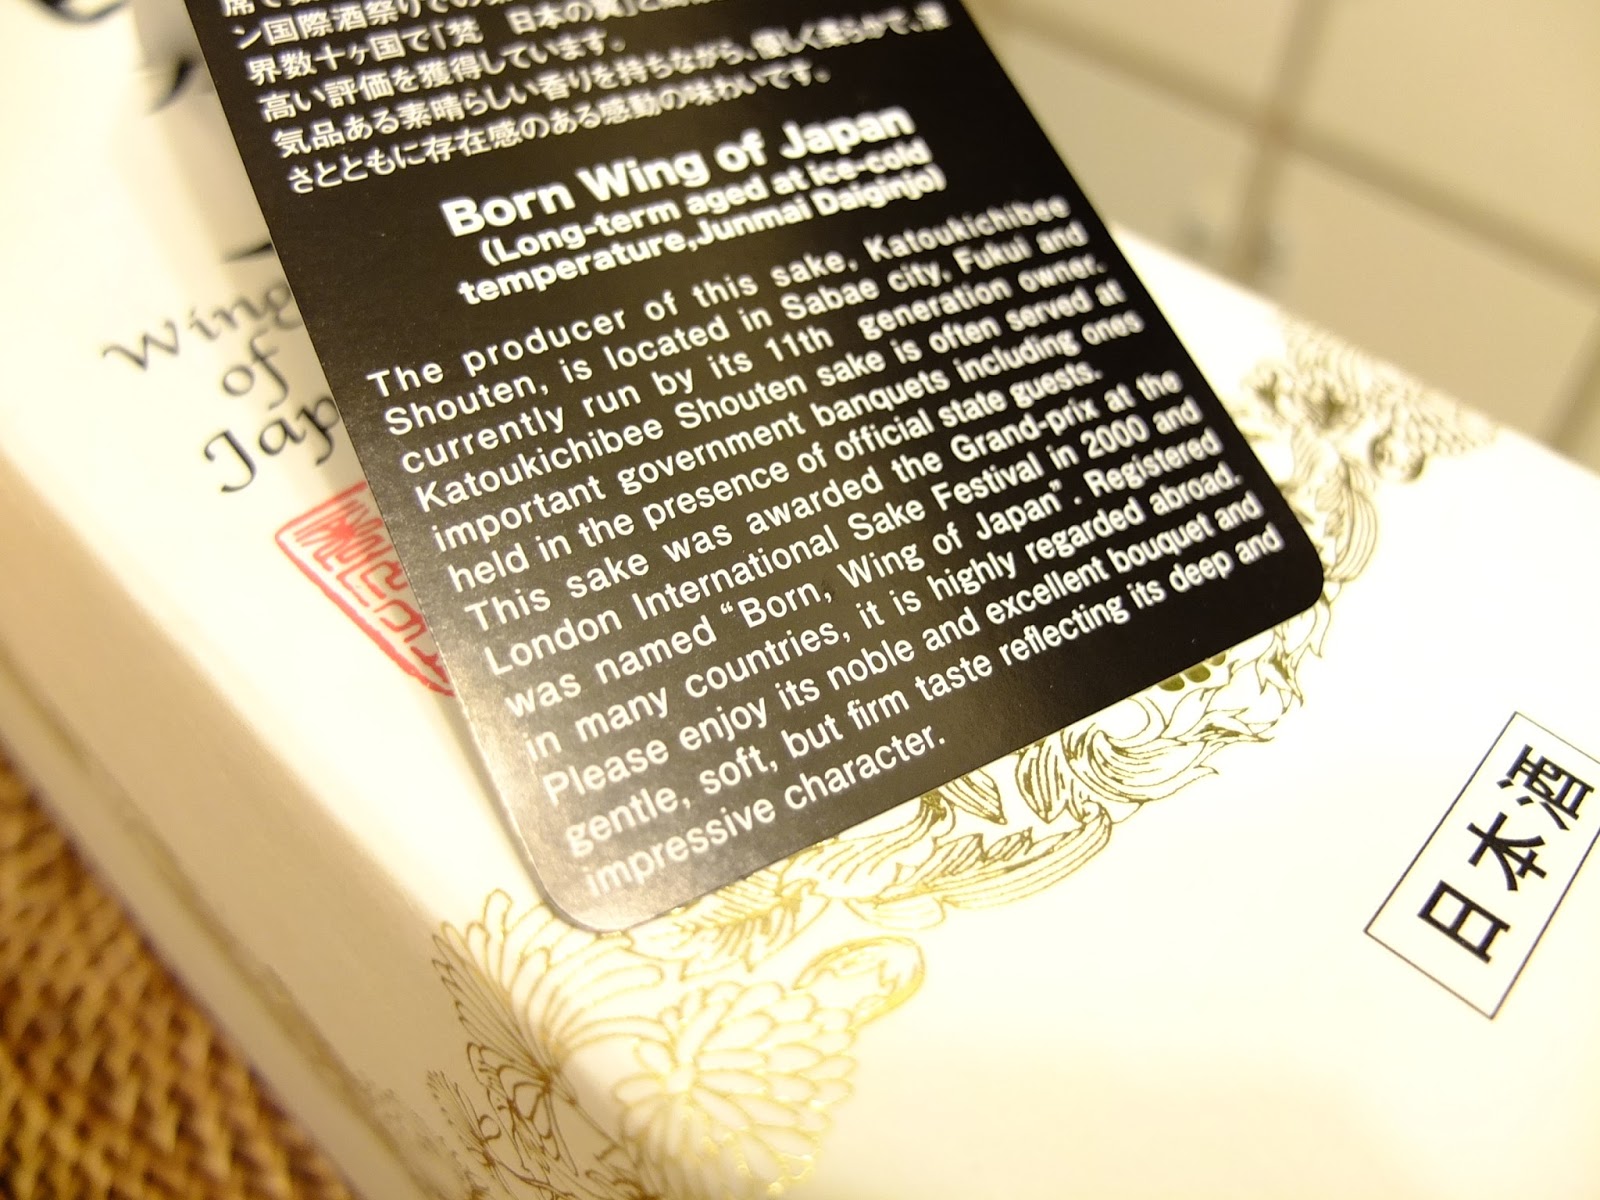 ン国際酒祭りでの
界数十ヶ国で「梵　日本の翼」と
高い評価を獲得しています。
気品ある素晴らしい香りを持ちながら、優しく柔らかで、濃
さとともに存在感のある感動の味わいです。
Born Wing of Japan
(Long-term aged at ice-cold
temperature,Junmai Daiginjo)
The producer of this sake, Katoukichibee
Shouten, is located in Sabae city, Fukui and
currently run by its 11th generation owner.
Katoukichibee Shouten sake is often served at
important government banquets including ones
held in the presence of official state guests.
This sake was awarded the Grand-prix at the
London International Sake Festival in 2000 and
was named “Born, Wing of Japan”. Registered
in many countries, it is highly regarded abroad.
Please enjoy its noble and excellent bouquet and
gentle, soft, but firm taste reflecting its deep and
impressive character.
Wing
of
Jap
日本酒